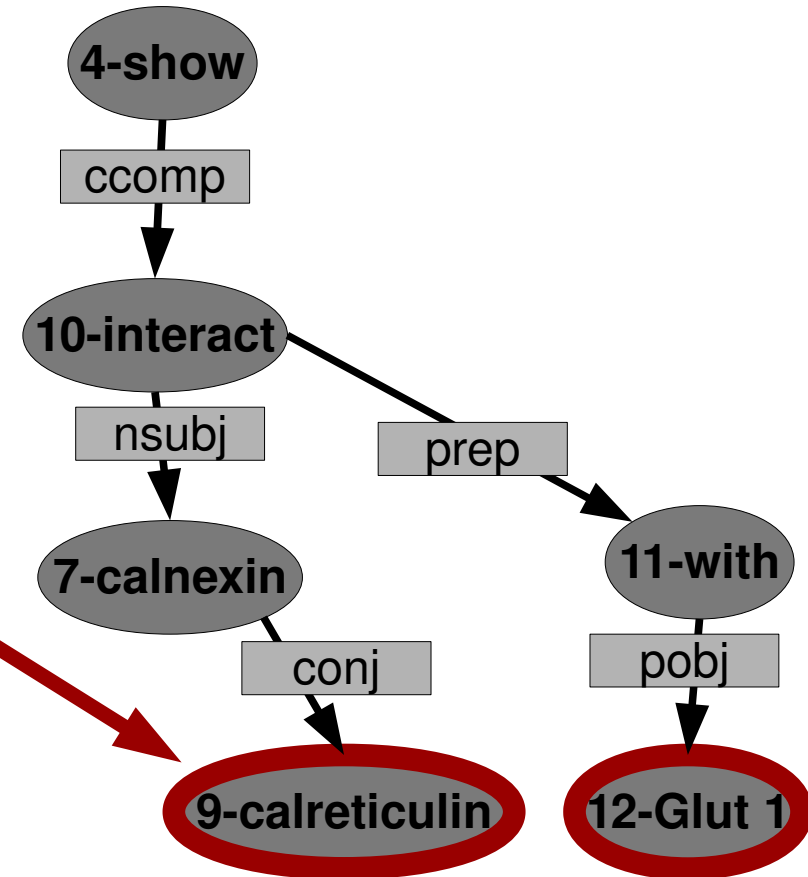 4-show
ccomp
10-interact
nsubj
prep
7-calnexin
11-with
conj
pobj
9-calreticulin
12-Glut 1